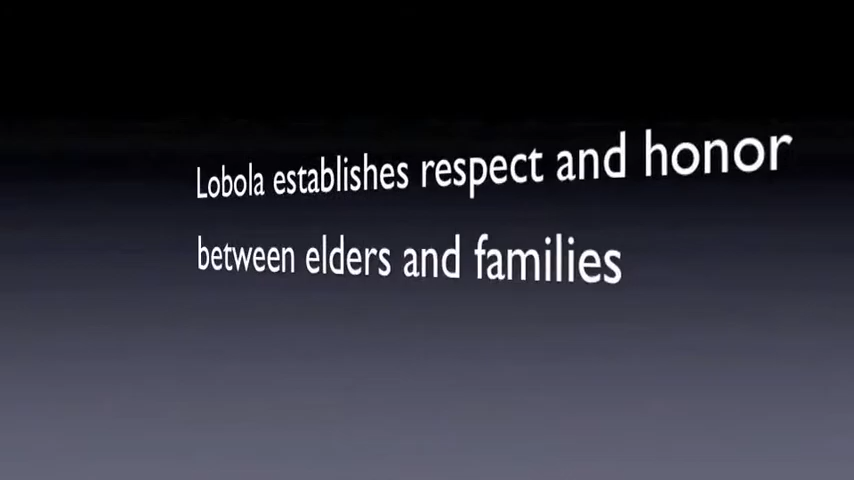 Lobola establishes respect and honor
between elders and families